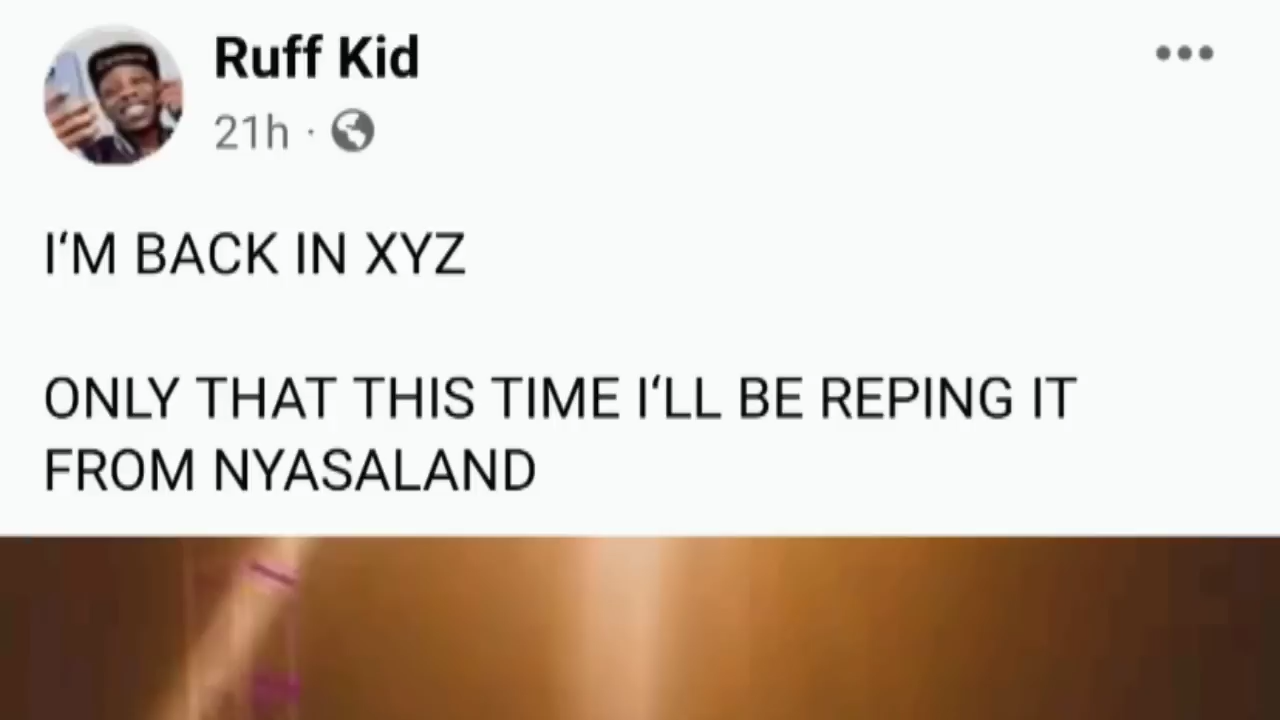 Ruff Kid
21h ·
I‘M BACK IN XYZ
ONLY THAT THIS TIME I‘LL BE REPING IT
FROM NYASALAND